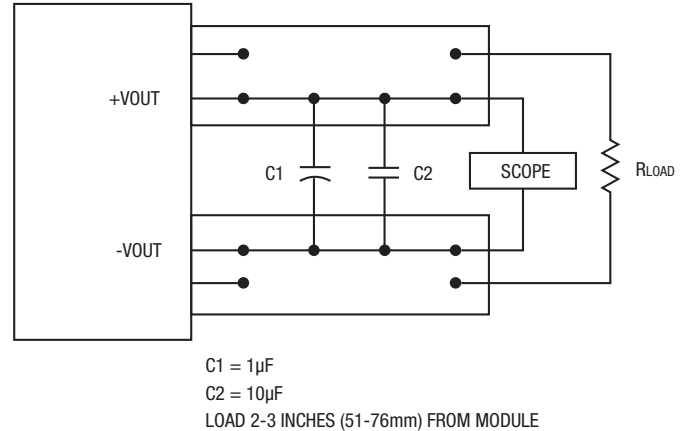 +VOUT
C1
C2
SCOPE
RLOAD
-VOUT
C1 = 1µF
C2 = 10µF
LOAD 2-3 INCHES (51-76mm) FROM MODULE